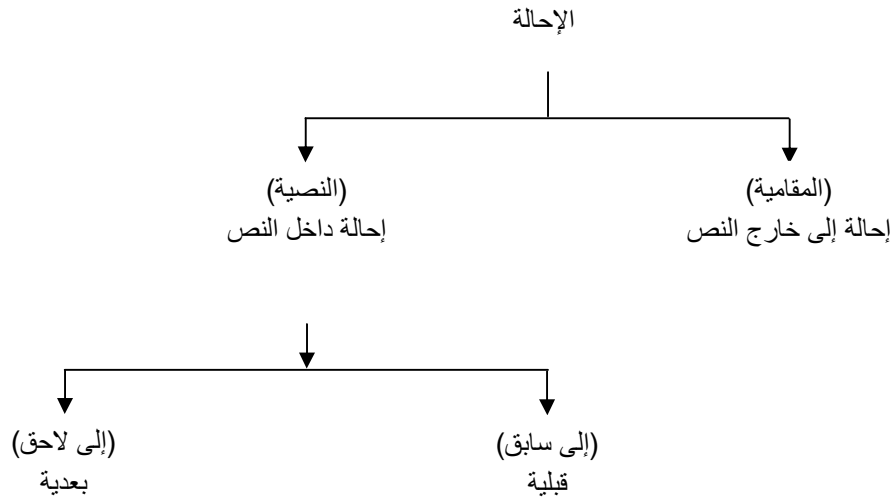 الإحالة
(المقامية)
إحالة إلى خارج النص
(النصية)
إحالة داخل النص
(إلى سابق)
قبلية
(إلى لاحق)
بعدية